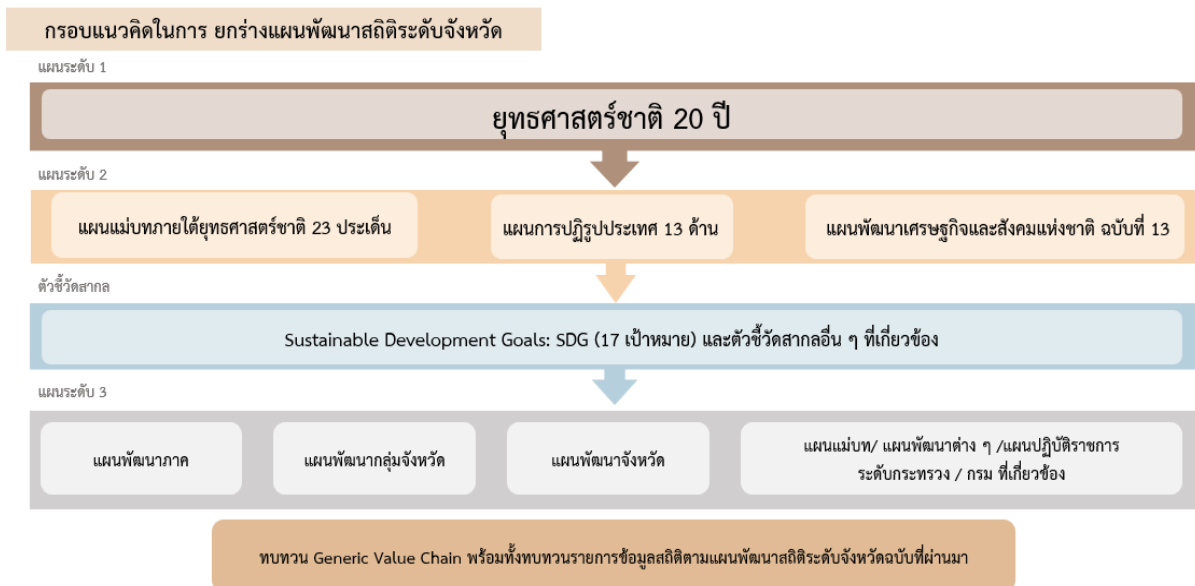 กรอบแนวคิดในการ ยกร่างแผนพัฒนาสถิติระดับจังหวัด
แผนระดับ 1
ยุทธศาสตร์ชาติ 20 ปี
แผนระดับ 2
แผนแม่บทภายใต้ยุทธศาสตร์ชาติ 23 ประเด็น
แผนการปฏิรูปประเทศ 13 ด้าน
แผนพัฒนาเศรษฐกิจและสังคมแห่งชาติ ฉบับที่ 13
ตัวชี้วัดสากล
Sustainable Development Goals: SDG (17 เป้าหมาย) และตัวชี้วัดสากลอื่น ๆ ที่เกี่ยวข้อง
แผนระดับ 3
แผนพัฒนาภาค
แผนพัฒนากลุ่มจังหวัด
แผนพัฒนาจังหวัด
แผนแม่บท/ แผนพัฒนาต่าง ๆ /แผนปฏิบัติราชการ
ระดับกระทรวง / กรม ที่เกี่ยวข้อง
ทบทวน Generic Value Chain พร้อมทั้งทบทวนรายการข้อมูลสถิติตามแผนพัฒนาสถิติระดับจังหวัดฉบับที่ผ่านมา